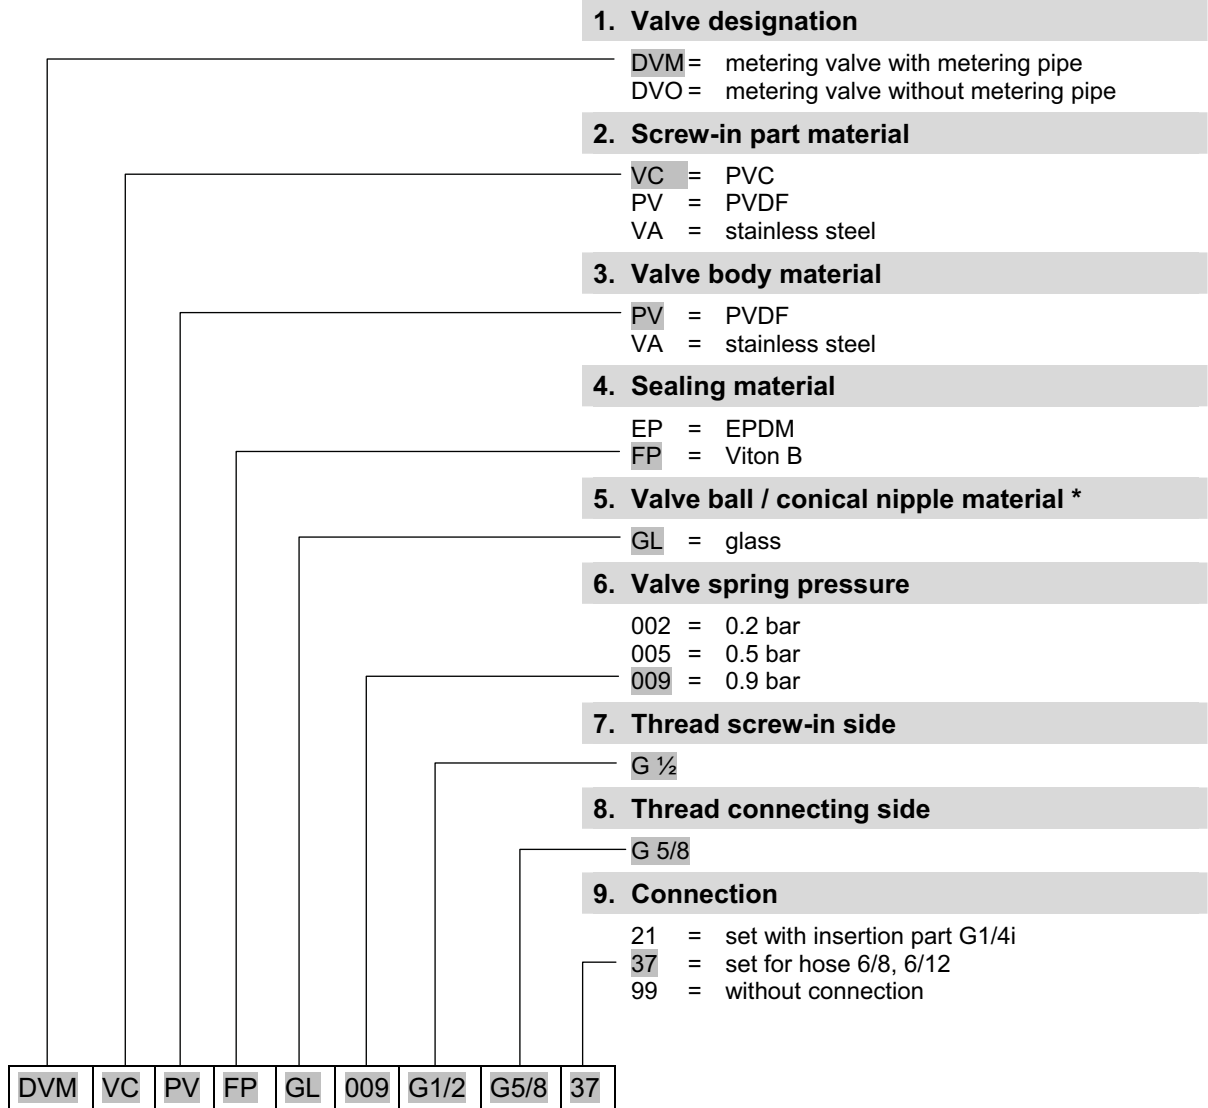 1. Valve designation
DVM = metering valve with metering pipe
DVO = metering valve without metering pipe
2. Screw-in part material
VC = PVC
PV = PVDF
VA = stainless steel
3. Valve body material
PV = PVDF
VA = stainless steel
4. Sealing material
EP = EPDM
FP = Viton B
5. Valve ball / conical nipple material *
GL = glass
6. Valve spring pressure
002 = 0.2 bar
005 = 0.5 bar
009 = 0.9 bar
7. Thread screw-in side
G ½
8. Thread connecting side
G 5/8
9. Connection
21 = set with insertion part G1/4i
37 = set for hose 6/8, 6/12
99 = without connection
DVM VC PV FP GL 009 G1/2 G5/8 37